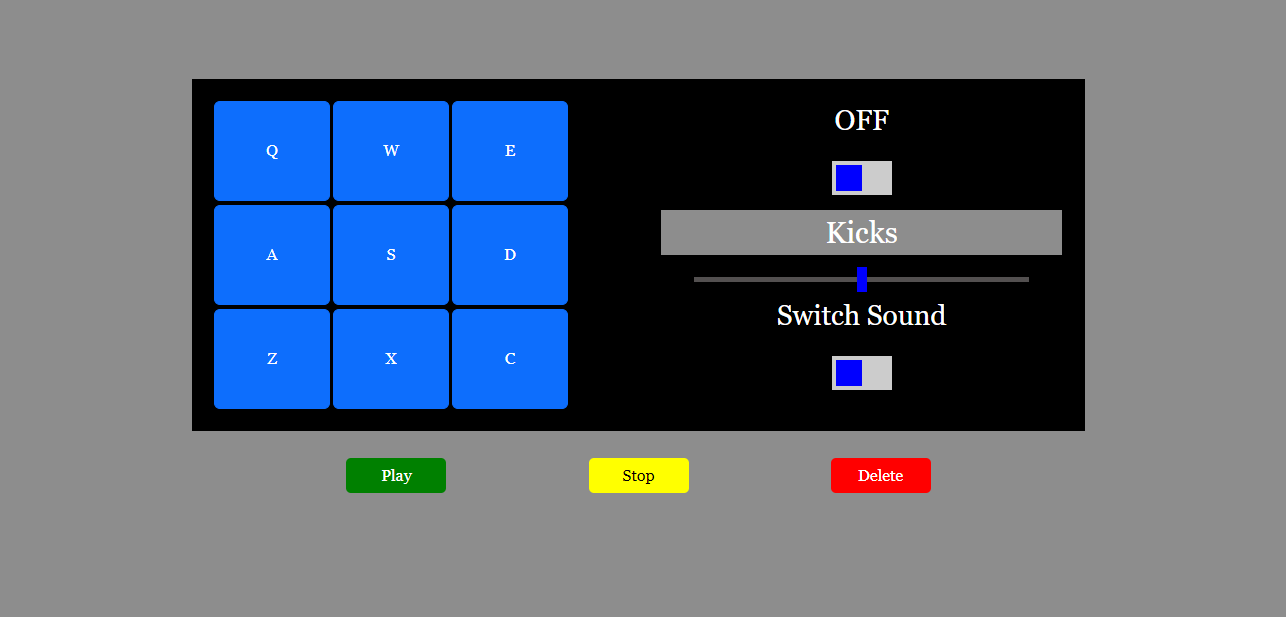 Q W E
A S D
Z X C
OFF
Kicks
Switch Sound
Play Stop Delete